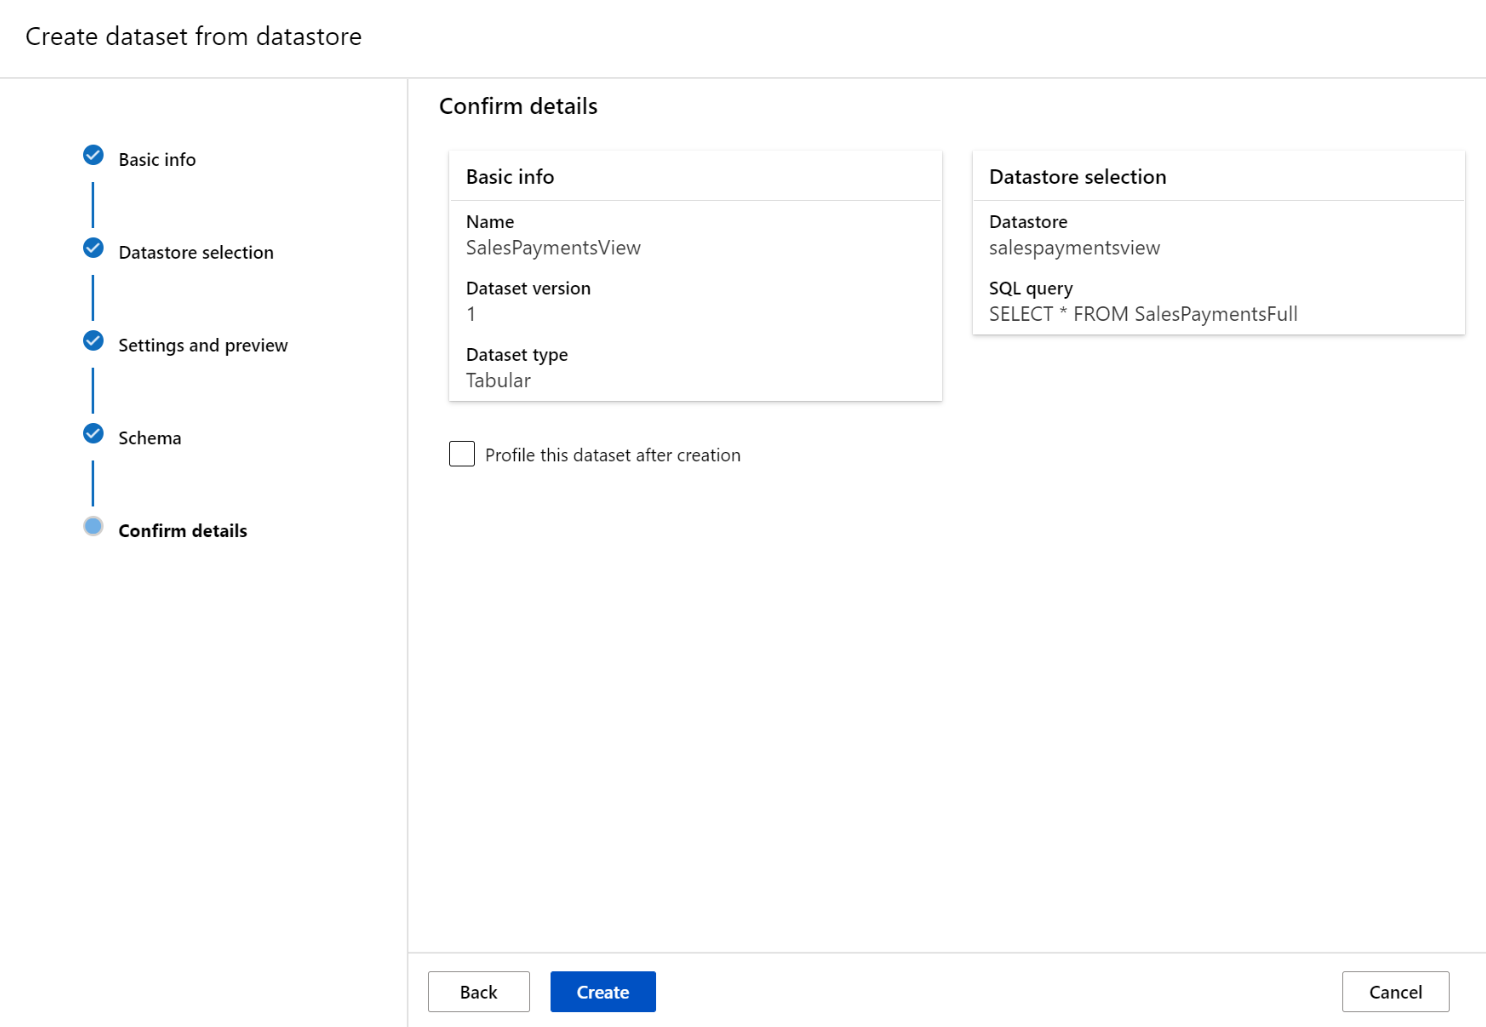 Create dataset from datastore
Basic info
Datastore selection
Settings and preview
Schema
Confirm details
Confirm details
Basic info
Name
SalesPaymentsView
Dataset version
1
Dataset type
Tabular
Datastore selection
Datastore
salespaymentsview
SQL query
SELECT * FROM SalesPaymentsFull
Profile this dataset after creation
Back
Create
Cancel